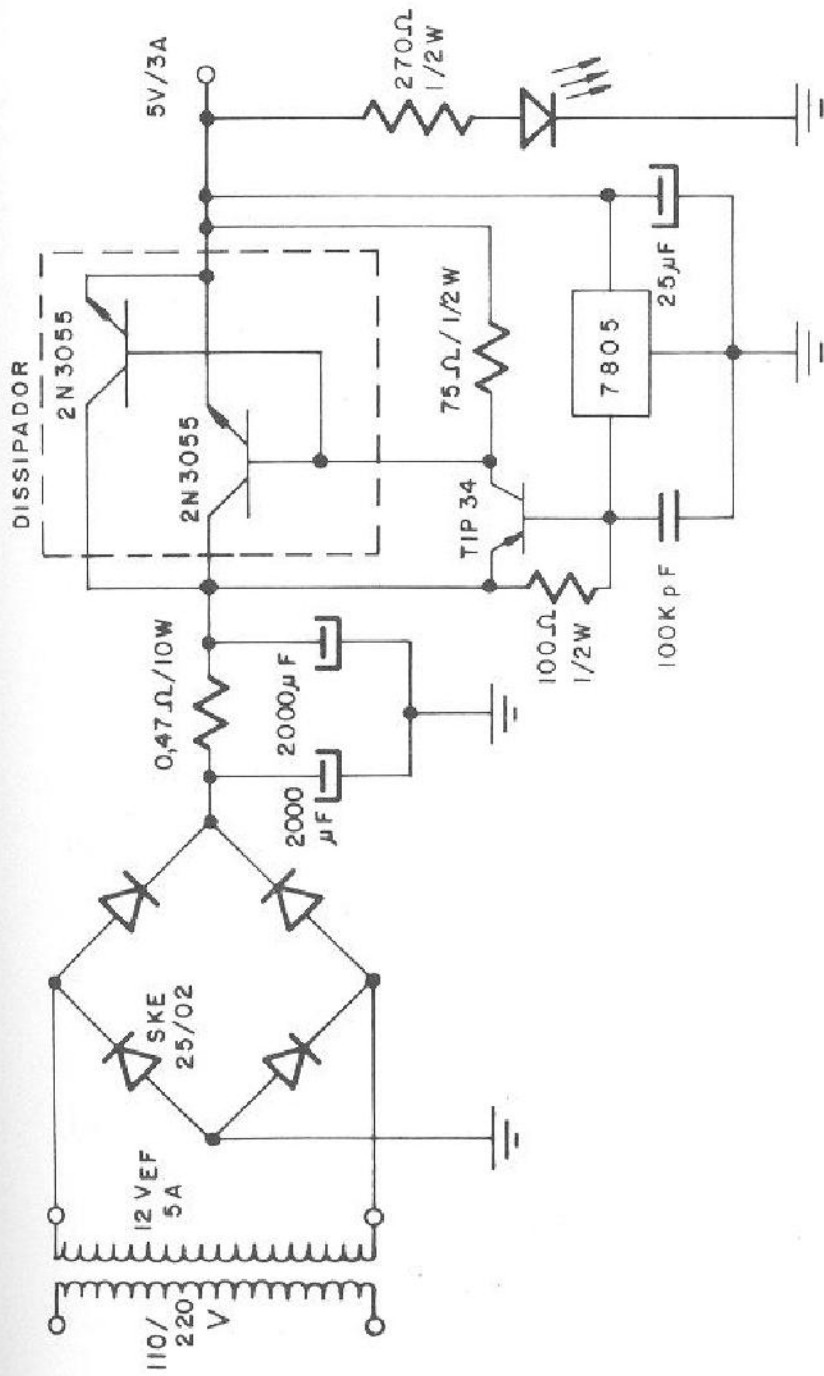 110/
220
V
12 VEF
5A
SKE
25/02
0,47Ω/10W
2000
μF
2000μF
DISSIPADOR
2N3055
2N3055
TIP 34
100Ω
1/2W
100KpF
75Ω/1/2W
7805
25μF
5V/3A
270Ω
1/2W